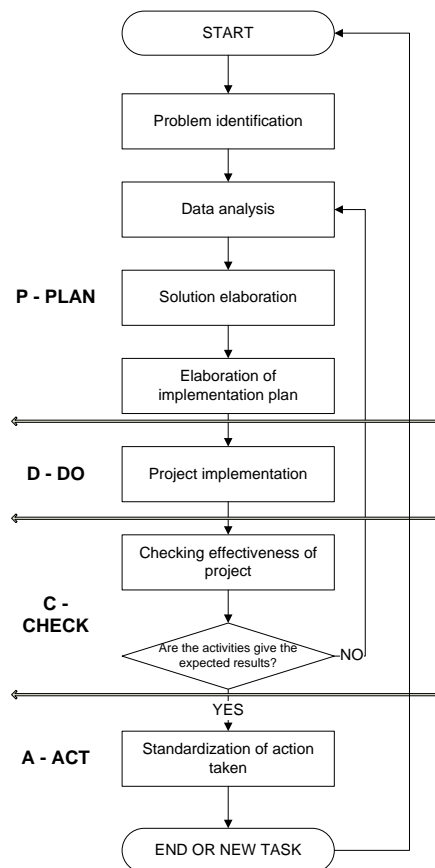 START
Problem identification
Data analysis
P - PLAN
Solution elaboration
Elaboration of
implementation plan
D - DO
Project implementation
Checking effectiveness of
project
C -
CHECK
Are the activities give the
expected results?
NO
YES
A - ACT
Standardization of action
taken
END OR NEW TASK